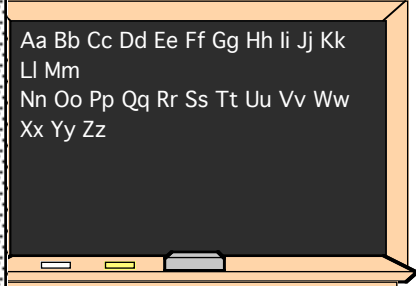 Aa Bb Cc Dd Ee Ff Gg Hh Ii Jj Kk
Ll Mm
Nn Oo Pp Qq Rr Ss Tt Uu Vv Ww
Xx Yy Zz